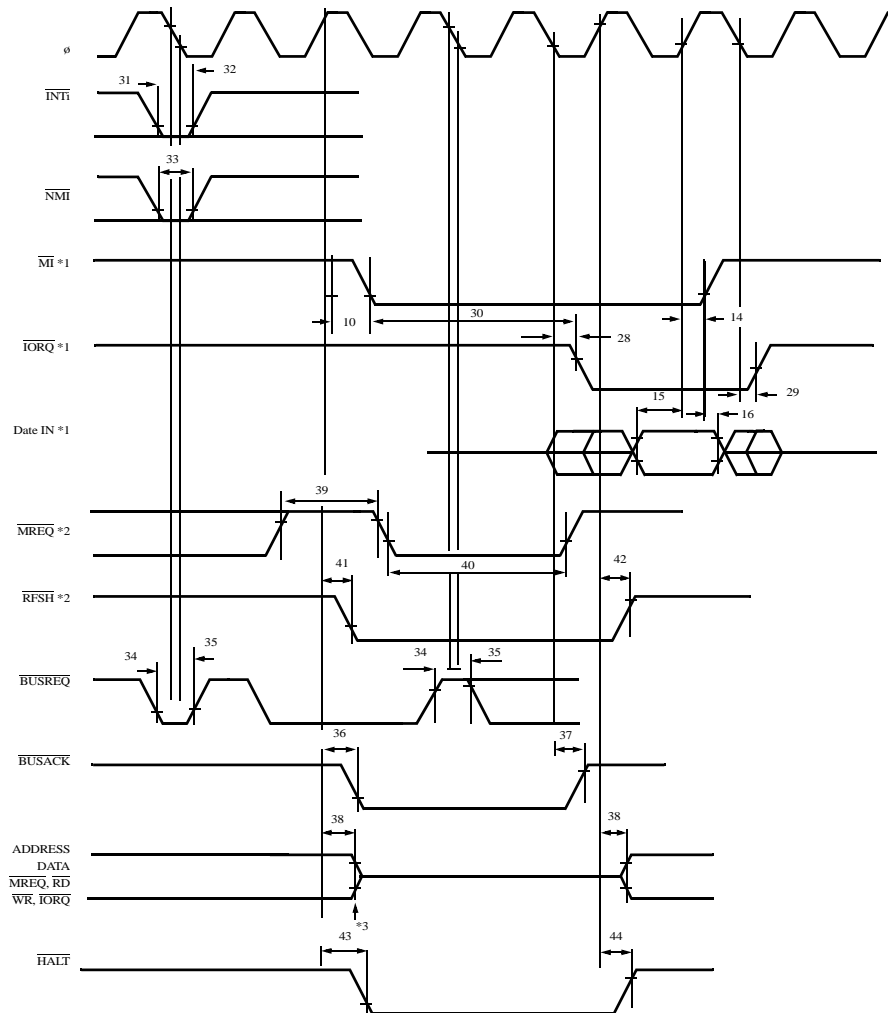 ø
31
32
INTi
33
NMI
MI *1
10
30
14
28
IORQ *1
15
29
16
Date IN *1
39
MREQ *2
40
41
42
RFSH *2
34
35
34
35
BUSREQ
36
37
BUSACK
38
38
ADDRESS
DATA
MREQ, RD
WR, IORQ
*3
43
44
HALT